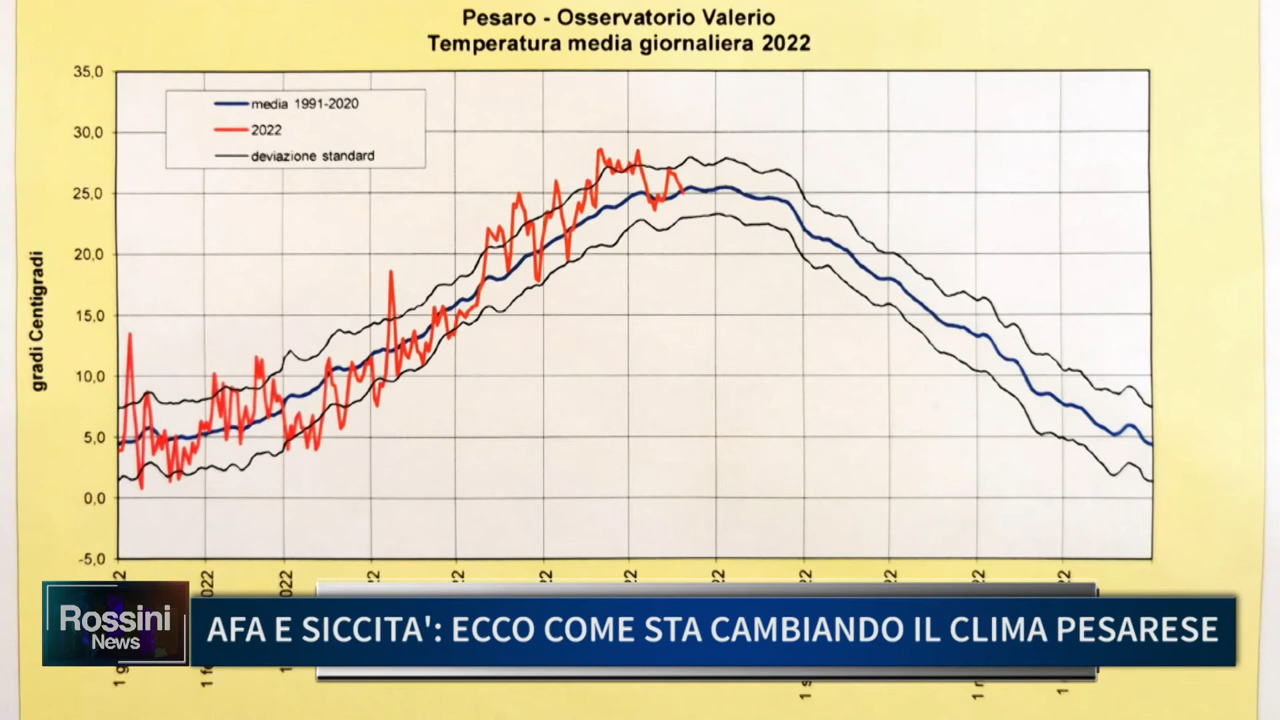 Pesaro - Osservatorio Valerio
Temperatura media giornaliera 2022
35,0
media 1991-2020
30,0
2022
deviazione standard
25,0
20,0
gradi Centigradi
15,0
10,0
5,0
0,0
-5,0
Rossini
News
AFA E SICCITA': ECCO COME STA CAMBIANDO IL CLIMA PESARESE